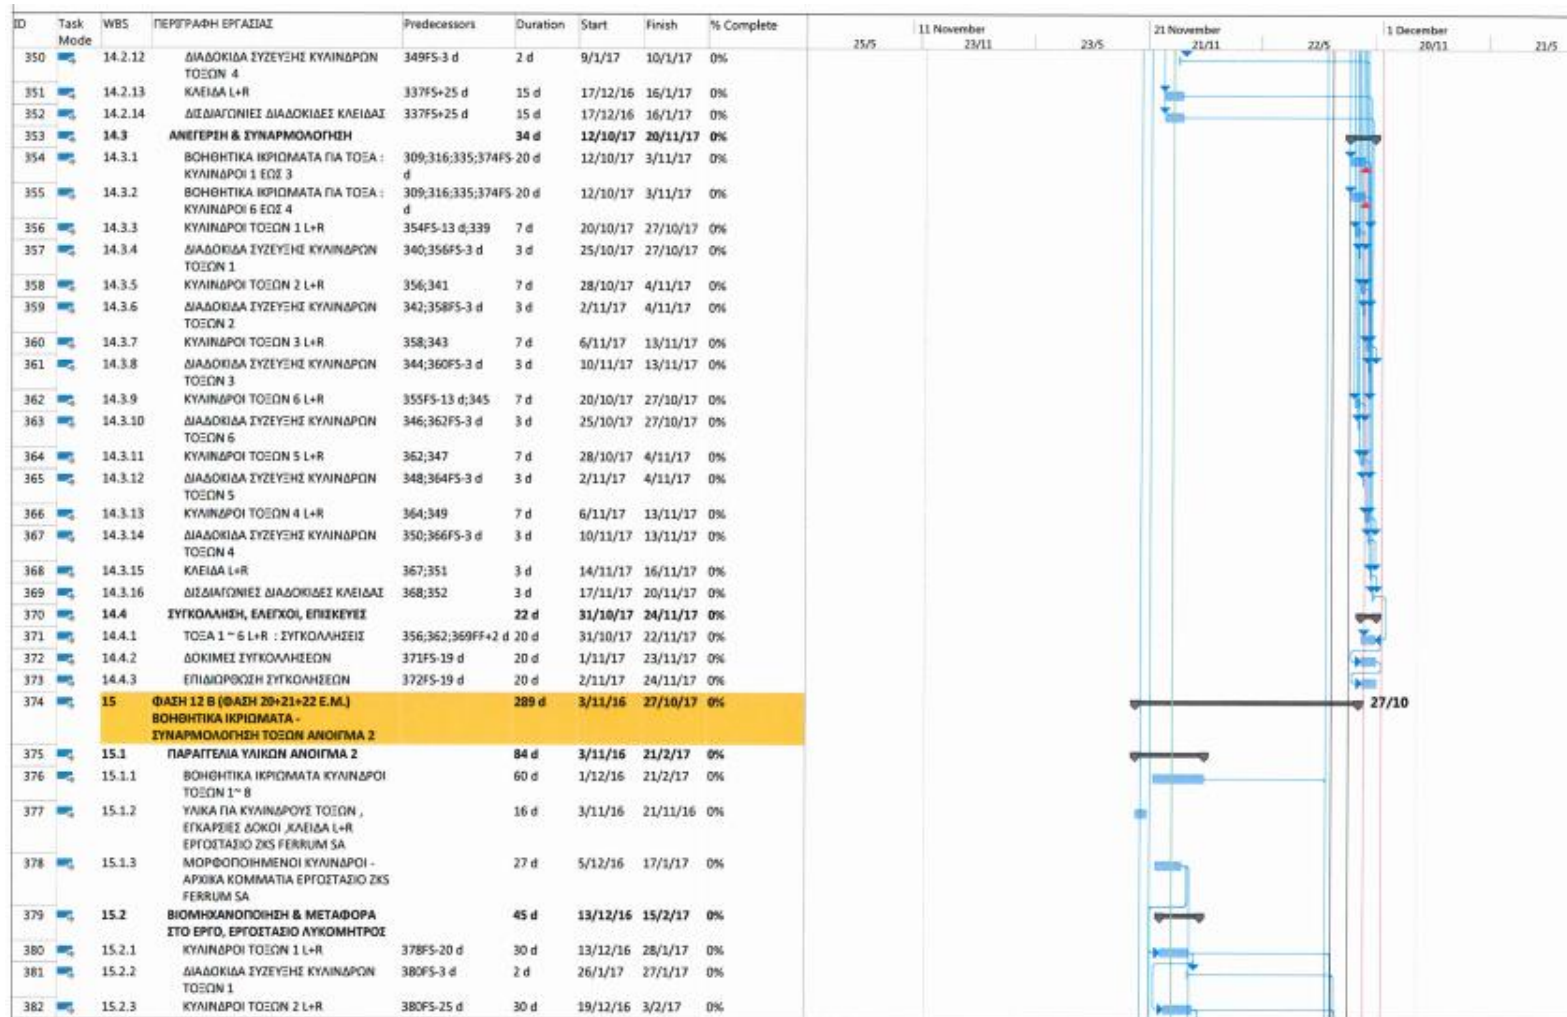 ID Task WBS ΠΕΡΙΓΡΑΦΗ ΕΡΓΑΣΙΑΣ Predecessors Duration Start Finish % Complete 11 November 21 November 1 December
Mode 25/5 23/11 23/5 21/11 22/5 20/11 21/5
350 14.2.12 ΔΙΑΔΟΚΙΔΑ ΣΥΖΕΥΞΗΣ ΚΥΛΙΝΔΡΩΝ 349FS-3 d 2 d 9/1/17 10/1/17 0%
ΤΟΞΩΝ 4
351 14.2.13 ΚΛΕΙΔΑ L+R 337FS+25 d 15 d 17/12/16 16/1/17 0%
352 14.2.14 ΔΙΣΔΙΑΓΩΝΙΕΣ ΔΙΑΔΟΚΙΔΕΣ ΚΛΕΙΔΑΣ 337FS+25 d 15 d 17/12/16 16/1/17 0%
353 14.3 ΑΝΕΓΕΡΣΗ & ΣΥΝΑΡΜΟΛΟΓΗΣΗ 34 d 12/10/17 20/11/17 0%
354 14.3.1 ΒΟΗΘΗΤΙΚΑ ΙΚΡΙΩΜΑΤΑ ΓΙΑ ΤΟΞΑ : 309;316;335;374FS- 20 d 12/10/17 3/11/17 0%
ΚΥΛΙΝΔΡΟΙ 1 ΕΩΣ 3 d
355 14.3.2 ΒΟΗΘΗΤΙΚΑ ΙΚΡΙΩΜΑΤΑ ΓΙΑ ΤΟΞΑ : 309;316;335;374FS- 20 d 12/10/17 3/11/17 0%
ΚΥΛΙΝΔΡΟΙ 6 ΕΩΣ 4 d
356 14.3.3 ΚΥΛΙΝΔΡΟΙ ΤΟΞΩΝ 1 L+R 354FS-13 d;339 7 d 20/10/17 27/10/17 0%
357 14.3.4 ΔΙΑΔΟΚΙΔΑ ΣΥΖΕΥΞΗΣ ΚΥΛΙΝΔΡΩΝ 340;356FS-3 d 3 d 25/10/17 27/10/17 0%
ΤΟΞΩΝ 1
358 14.3.5 ΚΥΛΙΝΔΡΟΙ ΤΟΞΩΝ 2 L+R 356;341 7 d 28/10/17 4/11/17 0%
359 14.3.6 ΔΙΑΔΟΚΙΔΑ ΣΥΖΕΥΞΗΣ ΚΥΛΙΝΔΡΩΝ 342;358FS-3 d 3 d 2/11/17 4/11/17 0%
ΤΟΞΩΝ 2
360 14.3.7 ΚΥΛΙΝΔΡΟΙ ΤΟΞΩΝ 3 L+R 358;343 7 d 6/11/17 13/11/17 0%
361 14.3.8 ΔΙΑΔΟΚΙΔΑ ΣΥΖΕΥΞΗΣ ΚΥΛΙΝΔΡΩΝ 344;360FS-3 d 3 d 10/11/17 13/11/17 0%
ΤΟΞΩΝ 3
362 14.3.9 ΚΥΛΙΝΔΡΟΙ ΤΟΞΩΝ 6 L+R 355FS-13 d;345 7 d 20/10/17 27/10/17 0%
363 14.3.10 ΔΙΑΔΟΚΙΔΑ ΣΥΖΕΥΞΗΣ ΚΥΛΙΝΔΡΩΝ 346;362FS-3 d 3 d 25/10/17 27/10/17 0%
ΤΟΞΩΝ 6
364 14.3.11 ΚΥΛΙΝΔΡΟΙ ΤΟΞΩΝ 5 L+R 362;347 7 d 28/10/17 4/11/17 0%
365 14.3.12 ΔΙΑΔΟΚΙΔΑ ΣΥΖΕΥΞΗΣ ΚΥΛΙΝΔΡΩΝ 348;364FS-3 d 3 d 2/11/17 4/11/17 0%
ΤΟΞΩΝ 5
366 14.3.13 ΚΥΛΙΝΔΡΟΙ ΤΟΞΩΝ 4 L+R 364;349 7 d 6/11/17 13/11/17 0%
367 14.3.14 ΔΙΑΔΟΚΙΔΑ ΣΥΖΕΥΞΗΣ ΚΥΛΙΝΔΡΩΝ 350;366FS-3 d 3 d 10/11/17 13/11/17 0%
ΤΟΞΩΝ 4
368 14.3.15 ΚΛΕΙΔΑ L+R 367;351 3 d 14/11/17 16/11/17 0%
369 14.3.16 ΔΙΣΔΙΑΓΩΝΙΕΣ ΔΙΑΔΟΚΙΔΕΣ ΚΛΕΙΔΑΣ 368;352 3 d 17/11/17 20/11/17 0%
370 14.4 ΣΥΓΚΟΛΛΗΣΗ, ΕΛΕΓΧΟΙ, ΕΠΙΣΚΕΥΕΣ 22 d 31/10/17 24/11/17 0%
371 14.4.1 ΤΟΞΑ 1 ~ 6 L+R : ΣΥΓΚΟΛΛΗΣΕΙΣ 356;362;369FF+2 d 20 d 31/10/17 22/11/17 0%
372 14.4.2 ΔΟΚΙΜΕΣ ΣΥΓΚΟΛΛΗΣΕΩΝ 371FS-19 d 20 d 1/11/17 23/11/17 0%
373 14.4.3 ΕΠΙΔΙΩΡΘΩΣΗ ΣΥΓΚΟΛΗΣΕΩΝ 372FS-19 d 20 d 2/11/17 24/11/17 0%
374 15 ΦΑΣΗ 12 Β (ΦΑΣΗ 20+21+22 Ε.Μ.) 289 d 3/11/16 27/10/17 0% 27/10
ΒΟΗΘΗΤΙΚΑ ΙΚΡΙΩΜΑΤΑ -
ΣΥΝΑΡΜΟΛΟΓΗΣΗ ΤΟΞΩΝ ΑΝΟΙΓΜΑ 2
375 15.1 ΠΑΡΑΓΓΕΛΙΑ ΥΛΙΚΩΝ ΑΝΟΙΓΜΑ 2 84 d 3/11/16 21/2/17 0%
376 15.1.1 ΒΟΗΘΗΤΙΚΑ ΙΚΡΙΩΜΑΤΑ ΚΥΛΙΝΔΡΟΙ 60 d 1/12/16 21/2/17 0%
ΤΟΞΩΝ 1~ 8
377 15.1.2 ΥΛΙΚΑ ΓΙΑ ΚΥΛΙΝΔΡΟΥΣ ΤΟΞΩΝ , 16 d 3/11/16 21/11/16 0%
ΕΓΚΑΡΣΙΕΣ ΔΟΚΟΙ ,ΚΛΕΙΔΑ L+R
ΕΡΓΟΣΤΑΣΙΟ ZKS FERRUM SA
378 15.1.3 ΜΟΡΦΟΠΟΙΗΜΕΝΟΙ ΚΥΛΙΝΔΡΟΙ - 27 d 5/12/16 17/1/17 0%
ΑΡΧΙΚΑ ΚΟΜΜΑΤΙΑ ΕΡΓΟΣΤΑΣΙΟ ZKS
FERRUM SA
379 15.2 ΒΙΟΜΗΧΑΝΟΠΟΙΗΣΗ & ΜΕΤΑΦΟΡΑ 45 d 13/12/16 15/2/17 0%
ΣΤΟ ΕΡΓΟ, ΕΡΓΟΣΤΑΣΙΟ ΛΥΚΟΜΗΤΡΟΣ
380 15.2.1 ΚΥΛΙΝΔΡΟΙ ΤΟΞΩΝ 1 L+R 378FS-20 d 30 d 13/12/16 28/1/17 0%
381 15.2.2 ΔΙΑΔΟΚΙΔΑ ΣΥΖΕΥΞΗΣ ΚΥΛΙΝΔΡΩΝ 380FS-3 d 2 d 26/1/17 27/1/17 0%
ΤΟΞΩΝ 1
382 15.2.3 ΚΥΛΙΝΔΡΟΙ ΤΟΞΩΝ 2 L+R 380FS-25 d 30 d 19/12/16 3/2/17 0%